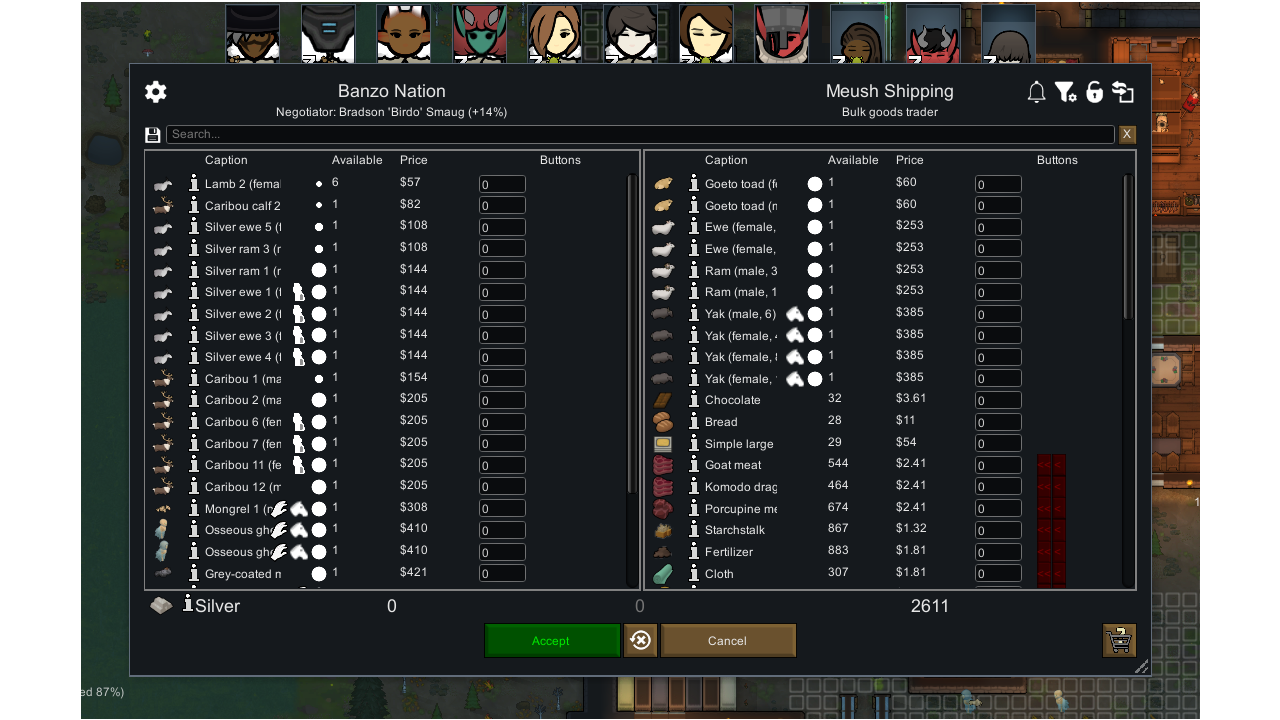 Banzo Nation
Negotiator: Bradson 'Birdo' Smaug (+14%)
Meush Shipping
Bulk goods trader
Search...
X
Caption Available Price Buttons
Lamb 2 (femal 6 $57 0
Caribou calf 2 1 $82 0
Silver ewe 5 (f 1 $108 0
Silver ram 3 (r 1 $108 0
Silver ram 1 (r 1 $144 0
Silver ewe 1 (f 1 $144 0
Silver ewe 2 (f 1 $144 0
Silver ewe 3 (f 1 $144 0
Silver ewe 4 (f 1 $144 0
Caribou 1 (ma 1 $154 0
Caribou 2 (ma 1 $205 0
Caribou 6 (fen 1 $205 0
Caribou 7 (fen 1 $205 0
Caribou 11 (fe 1 $205 0
Caribou 12 (m 1 $205 0
Mongrel 1 (n 1 $308 0
Osseous gho 1 $410 0
Osseous gho 1 $410 0
Grey-coated m 1 $421 0
Caption Available Price Buttons
Goeto toad (fe 1 $60 0
Goeto toad (n 1 $60 0
Ewe (female, 1 $253 0
Ewe (female, 1 $253 0
Ram (male, 3 1 $253 0
Ram (male, 1 1 $253 0
Yak (male, 6) 1 $385 0
Yak (female, 4 1 $385 0
Yak (female, 8 1 $385 0
Yak (female, 1 $385 0
Chocolate 32 $3.61 0
Bread 28 $11 0
Simple large 29 $54 0
Goat meat 544 $2.41 0 << <
Komodo drag 464 $2.41 0 << <
Porcupine me 674 $2.41 0 << <
Starchstalk 867 $1.32 0 << <
Fertilizer 883 $1.81 0 << <
Cloth 307 $1.81 0 << <
Silver 0 0 2611
Accept
Cancel
ed 87%)
1